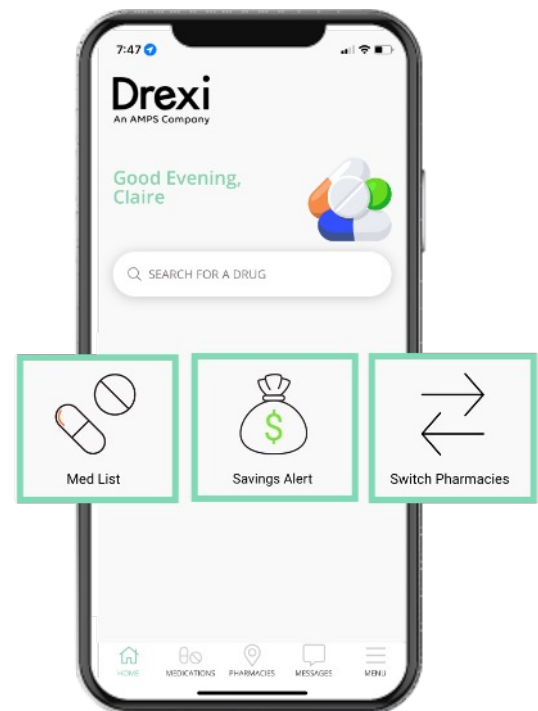 7:47
Drexi
An AMPS Company
Good Evening,
Claire
SEARCH FOR A DRUG
Med List
Savings Alert
$
Switch Pharmacies
HOME
MEDICATIONS
PHARMACIES
MESSAGES
MENU